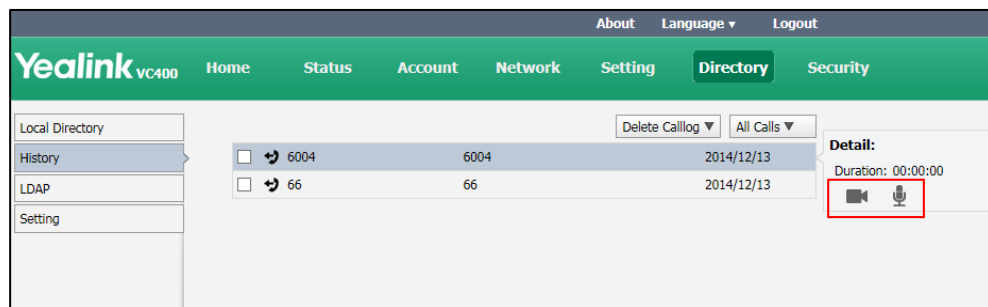 About Language ▼ Logout
Yealink VC400 Home Status Account Network Setting Directory Security
Local Directory
History
LDAP
Setting
Delete Calllog ▼ All Calls ▼
6004 6004 2014/12/13
66 66 2014/12/13
Detail:
Duration: 00:00:00